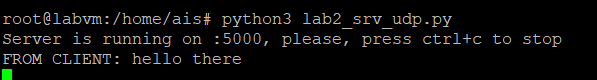 root@labvm:/home/ais# python3 lab2_srv_udp.py
Server is running on :5000, please, press ctrl+c to stop
FROM CLIENT: hello there